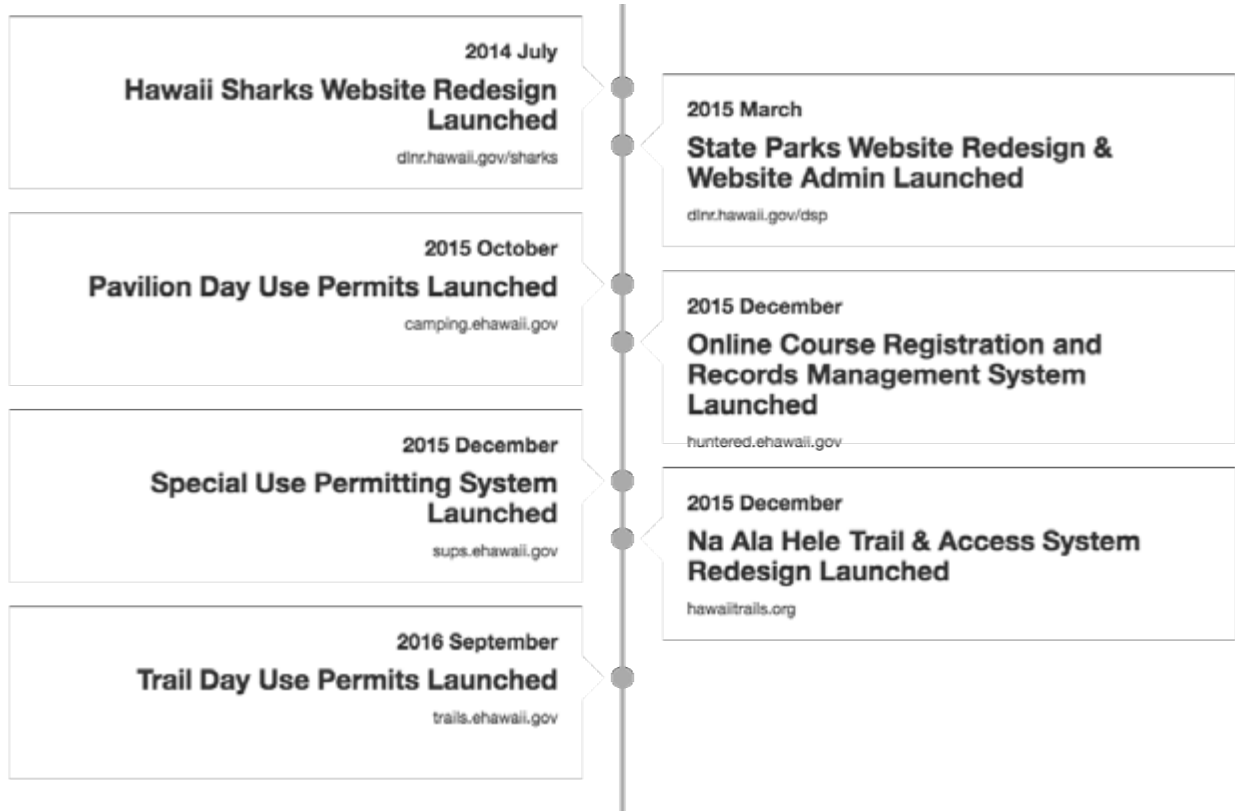 2014 July
Hawaii Sharks Website Redesign
Launched
dlnr.hawaii.gov/sharks
2015 March
State Parks Website Redesign &
Website Admin Launched
dlnr.hawaii.gov/dsp
2015 October
Pavilion Day Use Permits Launched
camping.ehawaii.gov
2015 December
Online Course Registration and
Records Management System
Launched
huntered.ehawaii.gov
2015 December
Special Use Permitting System
Launched
sups.ehawaii.gov
2015 December
Na Ala Hele Trail & Access System
Redesign Launched
hawaiitrails.org
2016 September
Trail Day Use Permits Launched
trails.ehawaii.gov